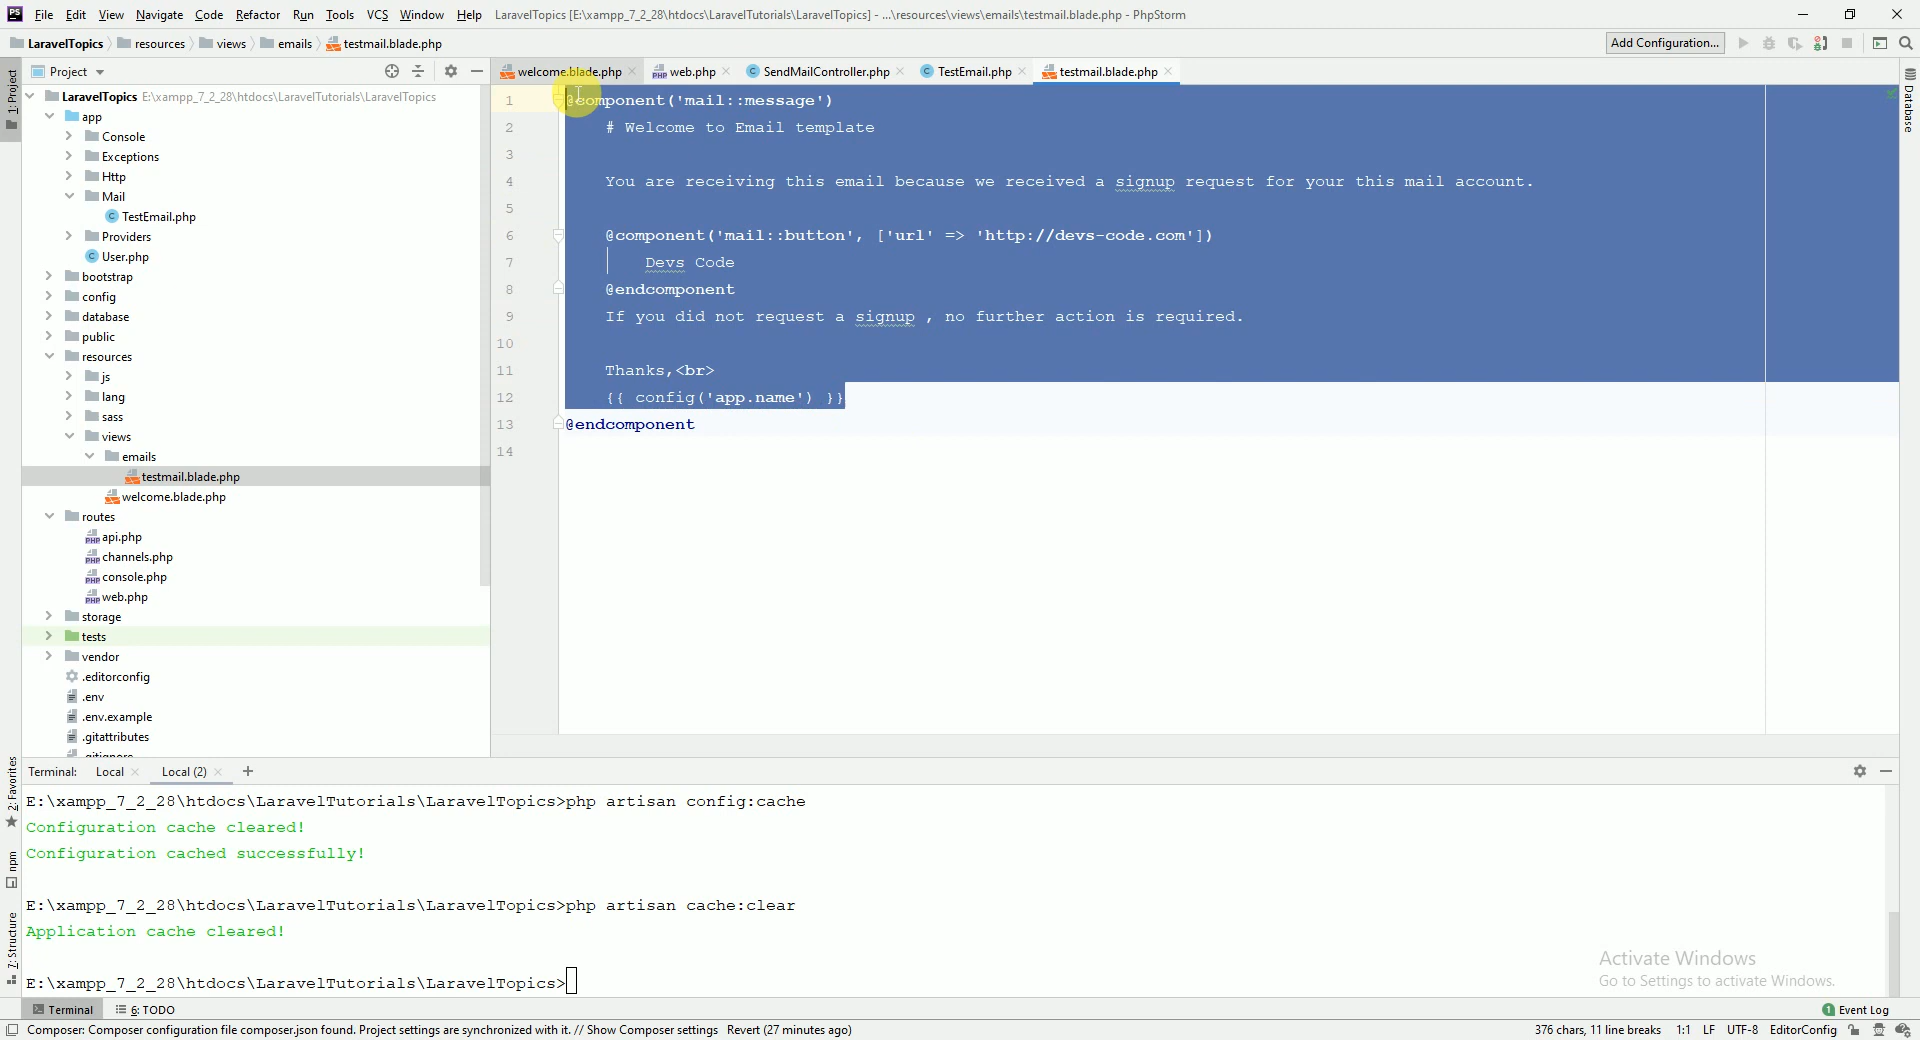 File Edit View Navigate Code Refactor Run Tools VCS Window Help LaravelTopics [E:\xampp_7_2_28\htdocs\LaravelTutorials\LaravelTopics] - ...\resources\views\emails\testmail.blade.php - PhpStorm
LaravelTopics resources views emails testmail.blade.php Add Configuration...
Project
welcome.blade.php web.php SendMailController.php TestEmail.php testmail.blade.php
1: Project
Database
LaravelTopics E:\xampp_7_2_28\htdocs\LaravelTutorials\LaravelTopics
app
Console
Exceptions
Http
Mail
TestEmail.php
Providers
User.php
bootstrap
config
database
public
resources
js
lang
sass
views
emails
testmail.blade.php
welcome.blade.php
routes
api.php
channels.php
console.php
web.php
storage
tests
vendor
.editorconfig
.env
.env.example
.gitattributes
.gitignore
1 @component('mail::message')
2 # Welcome to Email template
3
4 You are receiving this email because we received a signup request for your this mail account.
5
6 @component('mail::button', ['url' => 'http://devs-code.com'])
7 Devs Code
8 @endcomponent
9 If you did not request a signup , no further action is required.
10
11 Thanks,<br>
12 {{ config('app.name') }}
13 @endcomponent
14
2: Favorites
npm
7: Structure
Terminal: Local Local (2) +
E:\xampp_7_2_28\htdocs\LaravelTutorials\LaravelTopics>php artisan config:cache
Configuration cache cleared!
Configuration cached successfully!
E:\xampp_7_2_28\htdocs\LaravelTutorials\LaravelTopics>php artisan cache:clear
Application cache cleared!
E:\xampp_7_2_28\htdocs\LaravelTutorials\LaravelTopics>
Activate Windows
Go to Settings to activate Windows.
Terminal 6: TODO 1 Event Log
Composer: Composer configuration file composer.json found. Project settings are synchronized with it. // Show Composer settings Revert (27 minutes ago) 376 chars, 11 line breaks 1:1 LF UTF-8 EditorConfig